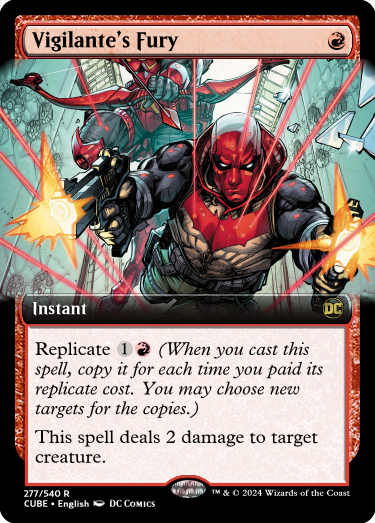 Vigilante's Fury
Instant
DC
Replicate 1 (When you cast this
spell, copy it for each time you paid its
replicate cost. You may choose new
targets for the copies.)
This spell deals 2 damage to target
creature.
277/540 R
CUBE • English DC Comics
™ & © 2024 Wizards of the Coast